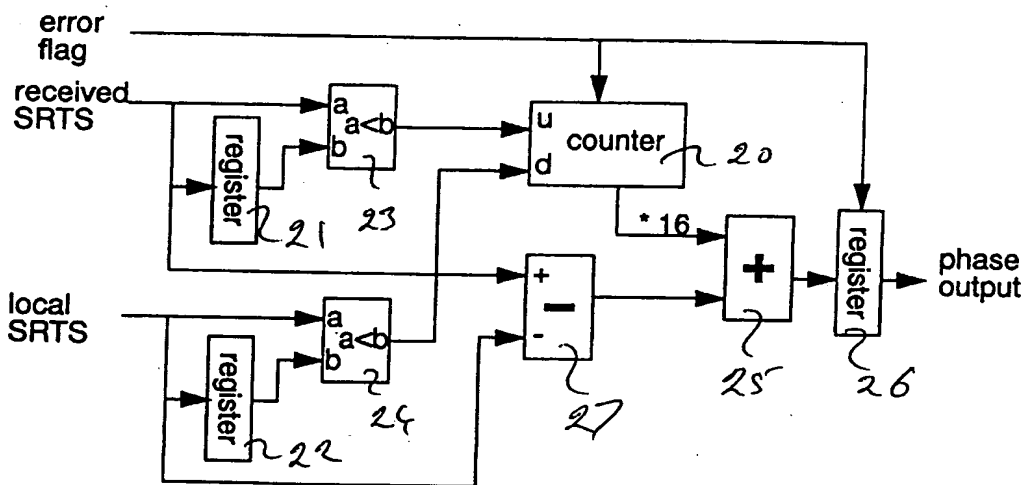 error
flag
received
SRTS
a
a<b
b
register
21
23
u
counter
d
20
* 16
+
-
-
+
register
phase
output
local
SRTS
a
a<b
b
register
22
24
27
25
26